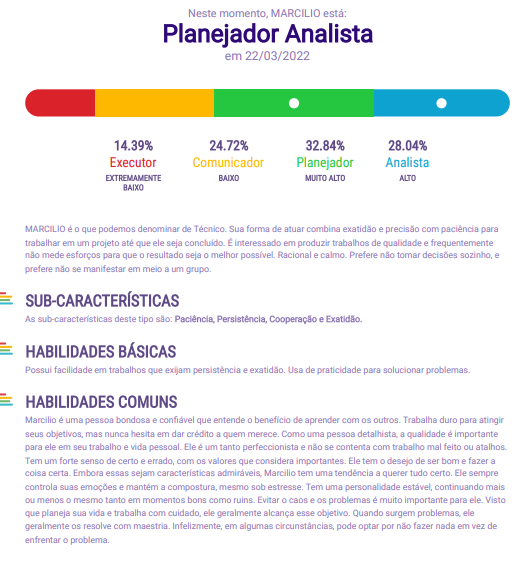 Neste momento, MARCILIO está:
Planejador Analista
em 22/03/2022
14.39% 24.72% 32.84% 28.04%
Executor Comunicador Planejador Analista
EXTREMAMENTE BAIXO MUITO ALTO ALTO
BAIXO
MARCILIO é o que podemos denominar de Técnico. Sua forma de atuar combina exatidão e precisão com paciência para
trabalhar em um projeto até que ele seja concluído. É interessado em produzir trabalhos de qualidade e frequentemente
não mede esforços para que o resultado seja o melhor possível. Racional e calmo. Prefere não tomar decisões sozinho, e
prefere não se manifestar em meio a um grupo.
SUB-CARACTERÍSTICAS
As sub-características deste tipo são: Paciência, Persistência, Cooperação e Exatidão.
HABILIDADES BÁSICAS
Possui facilidade em trabalhos que exijam persistência e exatidão. Usa de praticidade para solucionar problemas.
HABILIDADES COMUNS
Marcilio é uma pessoa bondosa e confiável que entende o benefício de aprender com os outros. Trabalha duro para atingir
seus objetivos, mas nunca hesita em dar crédito a quem merece. Como uma pessoa detalhista, a qualidade é importante
para ele em seu trabalho e vida pessoal. Ele é um tanto perfeccionista e não se contenta com trabalho mal feito ou atalhos.
Tem um forte senso de certo e errado, com os valores que considera importantes. Ele tem o desejo de ser bom e fazer a
coisa certa. Embora essas sejam características admiráveis, Marcilio tem uma tendência a querer tudo certo. Ele sempre
controla suas emoções e mantém a compostura, mesmo sob estresse. Tem uma personalidade estável, continuando mais
ou menos o mesmo tanto em momentos bons como ruins. Evitar o caos e os problemas é muito importante para ele. Visto
que planeja sua vida e trabalha com cuidado, ele geralmente alcança esse objetivo. Quando surgem problemas, ele
geralmente os resolve com maestria. Infelizmente, em algumas circunstâncias, pode optar por não fazer nada em vez de
enfrentar o problema.